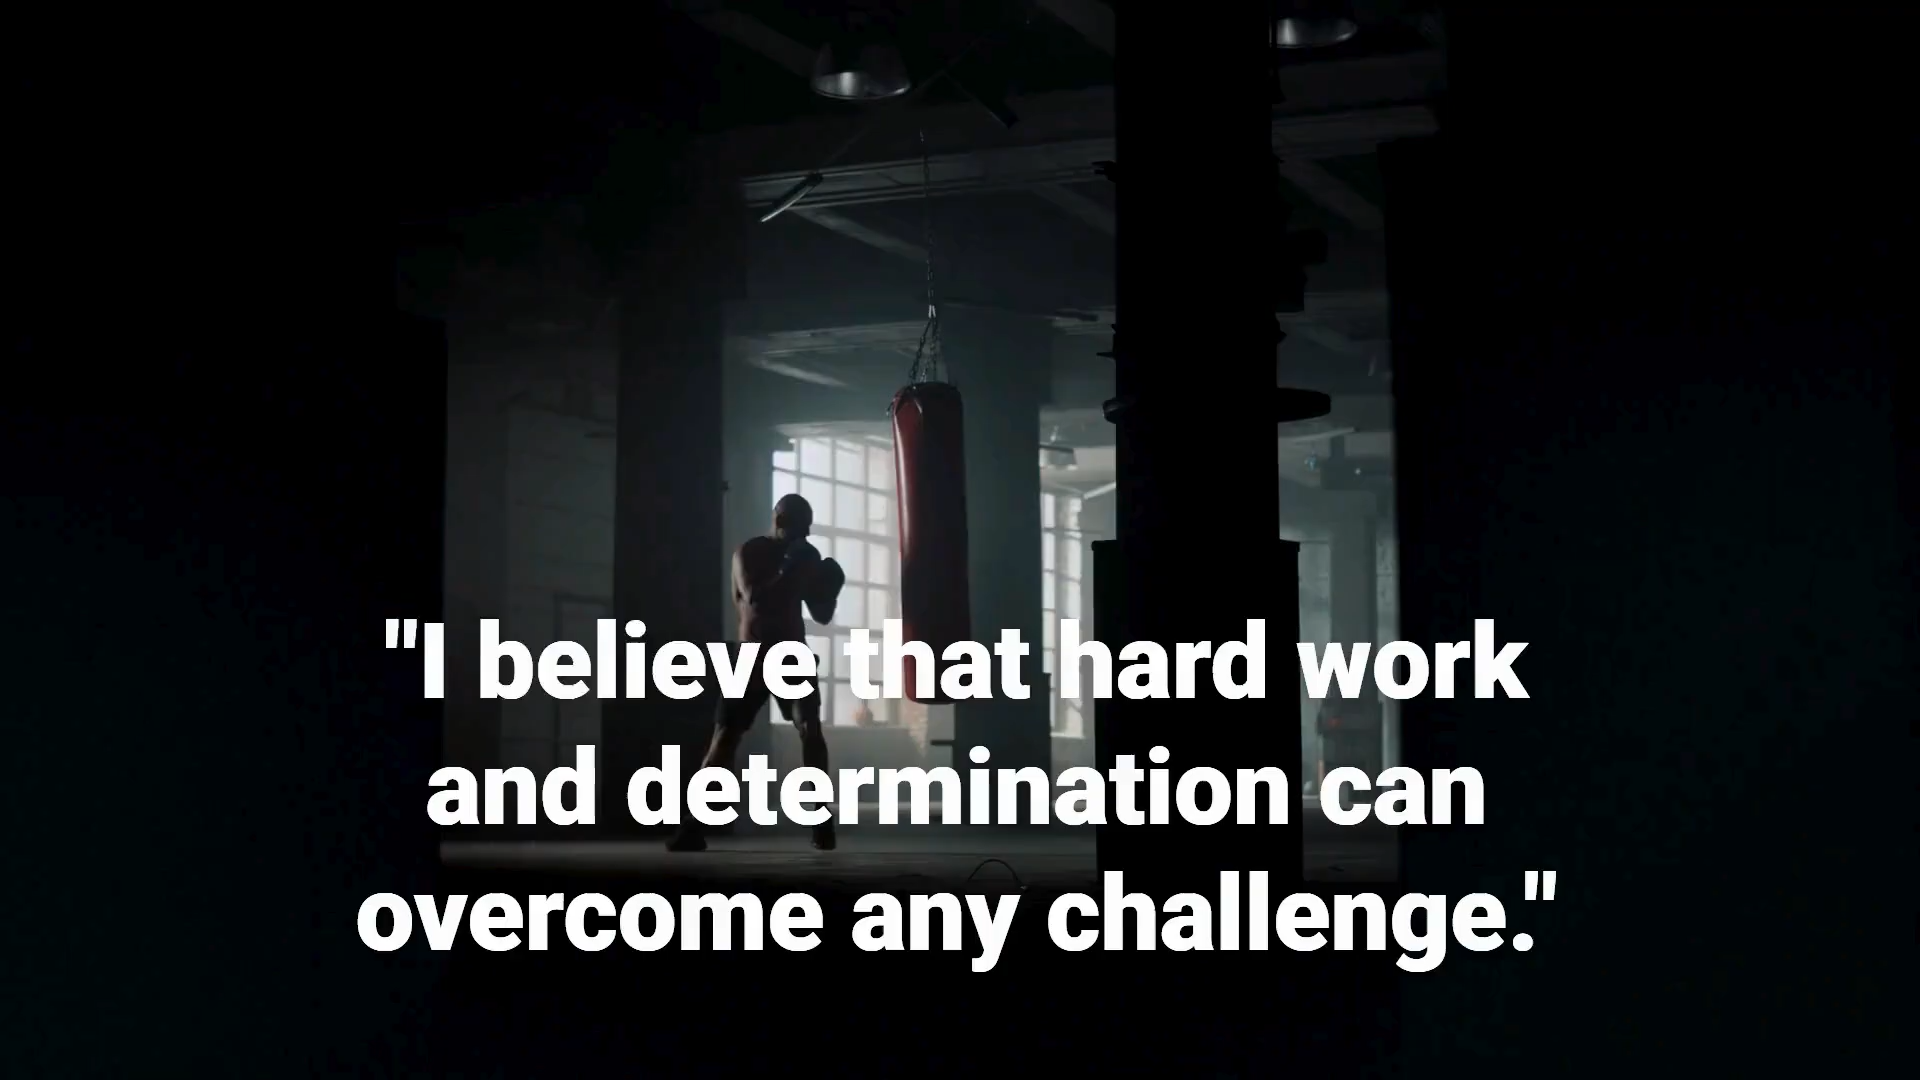 "I believe that hard work
and determination can
overcome any challenge."